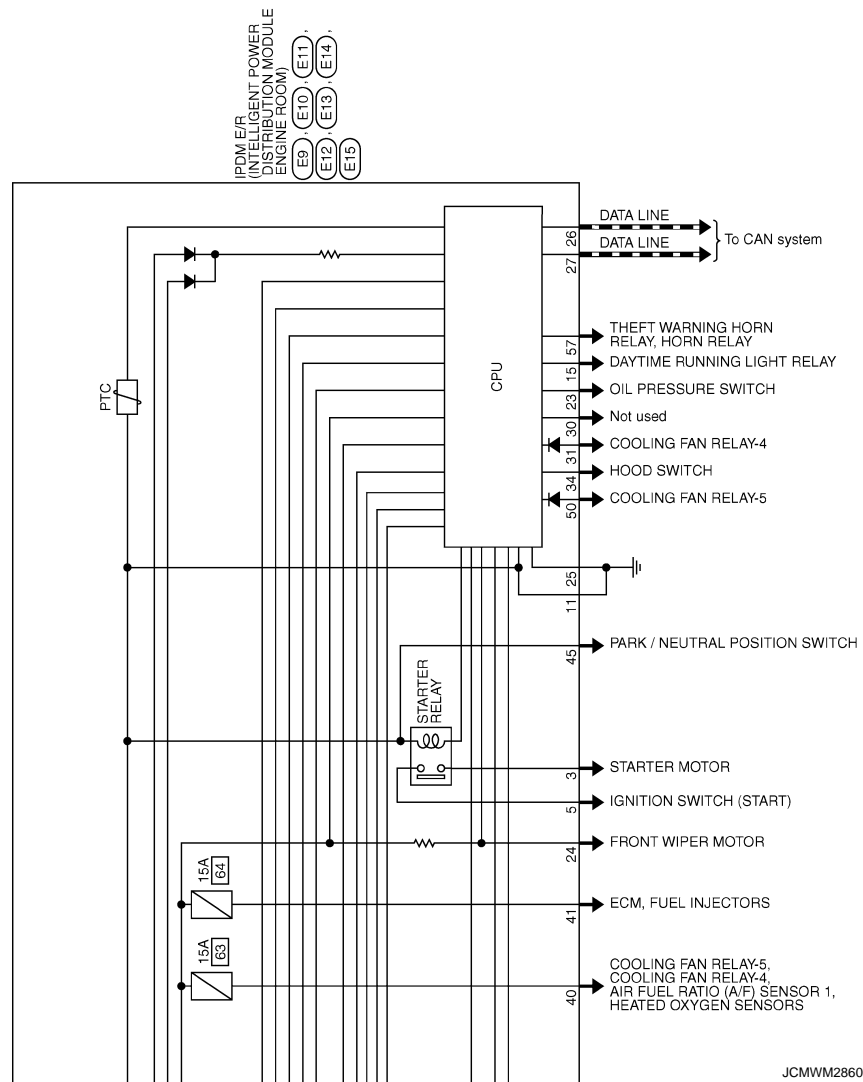 IPDM E/R
(INTELLIGENT POWER
DISTRIBUTION MODULE
ENGINE ROOM)
E9 , E10 , E11 ,
E12 , E13 , E14 ,
E15
DATA LINE
26
DATA LINE
27
To CAN system
CPU
THEFT WARNING HORN
RELAY, HORN RELAY
57
DAYTIME RUNNING LIGHT RELAY
15
OIL PRESSURE SWITCH
23
Not used
30
COOLING FAN RELAY-4
31
HOOD SWITCH
34
COOLING FAN RELAY-5
50
PTC
25
11
PARK / NEUTRAL POSITION SWITCH
45
STARTER
RELAY
STARTER MOTOR
3
IGNITION SWITCH (START)
5
FRONT WIPER MOTOR
24
15A
64
ECM, FUEL INJECTORS
41
15A
63
COOLING FAN RELAY-5,
COOLING FAN RELAY-4,
AIR FUEL RATIO (A/F) SENSOR 1,
HEATED OXYGEN SENSORS
40
JCMWM2860